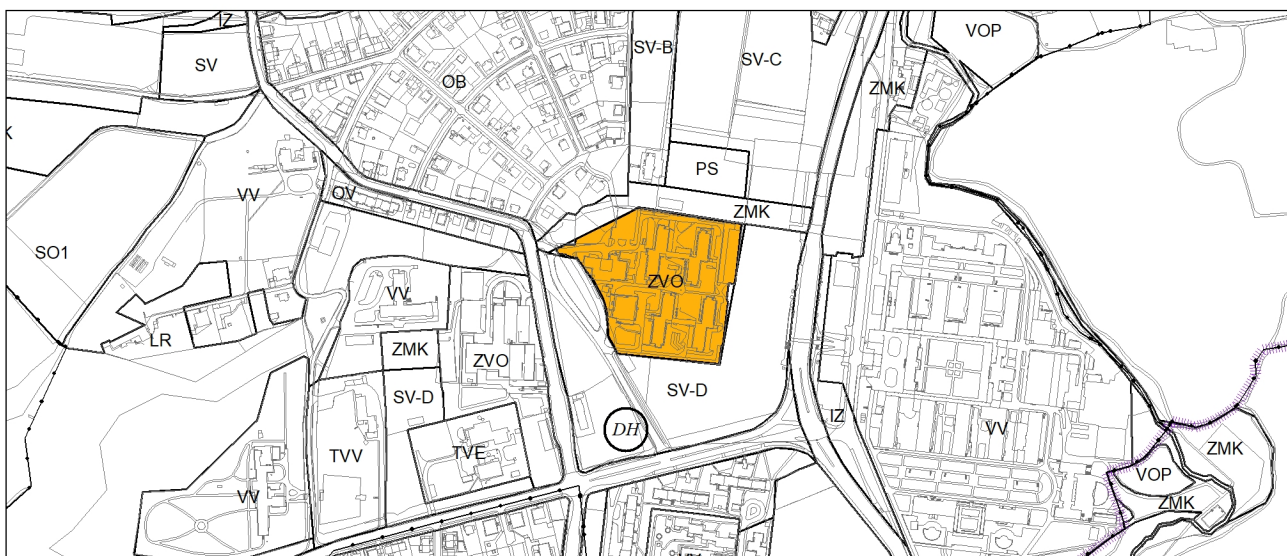 IZ
SV
OB
SV-B
SV-C
VOP
ZMK
K
PS
VV
OV
ZMK
SO1
VV
ZVO
LR
ZMK
ZVO
SV-D
SV-D
DH
IZ
VV
TVV
TVE
VV
ZMK
VOP
ZMK